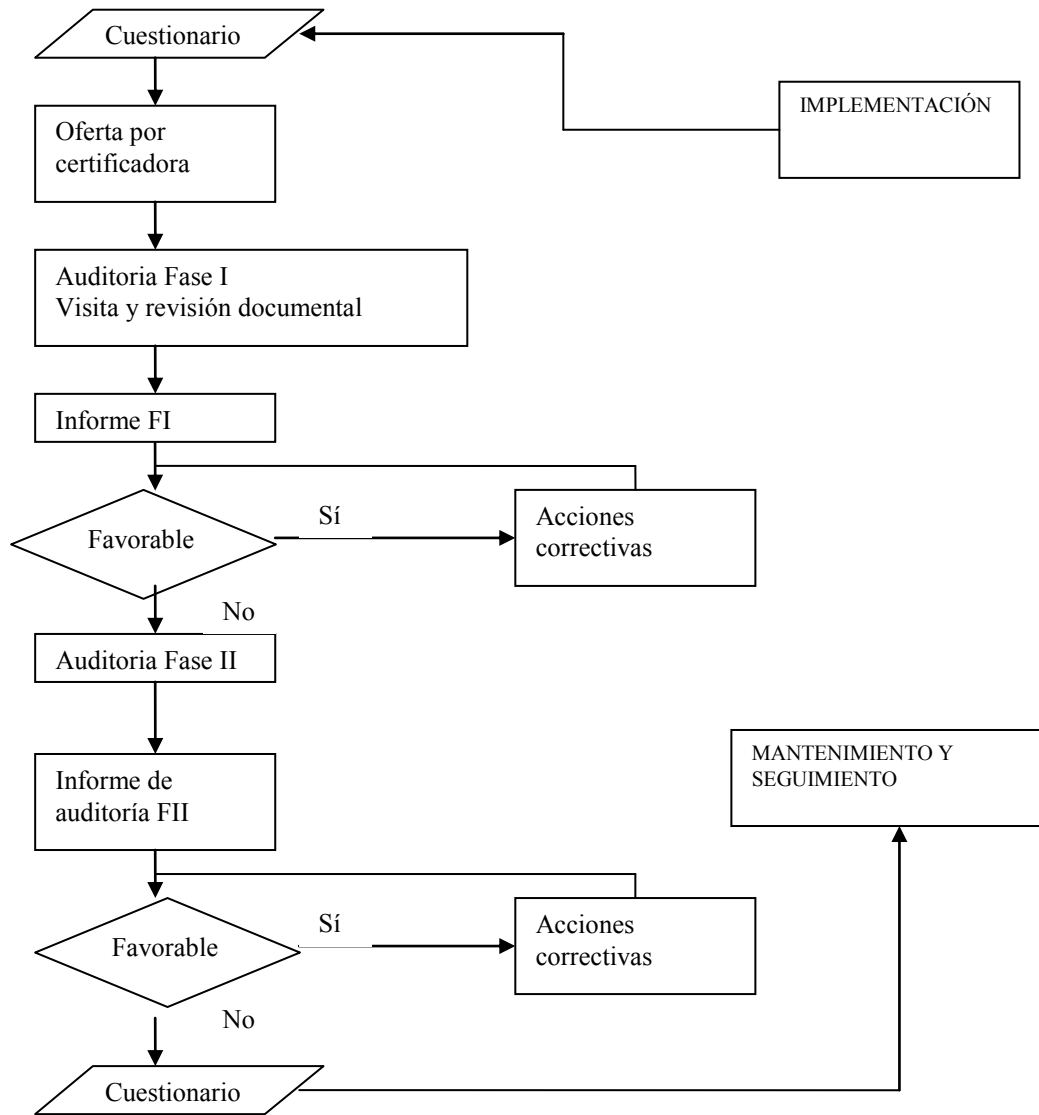 Cuestionario
IMPLEMENTACIÓN
Oferta por
certificadora
Auditoria Fase I
Visita y revisión documental
Informe FI
Favorable
Sí
Acciones
correctivas
No
Auditoria Fase II
MANTENIMIENTO Y
SEGUIMIENTO
Informe de
auditoría FII
Favorable
Sí
Acciones
correctivas
No
Cuestionario